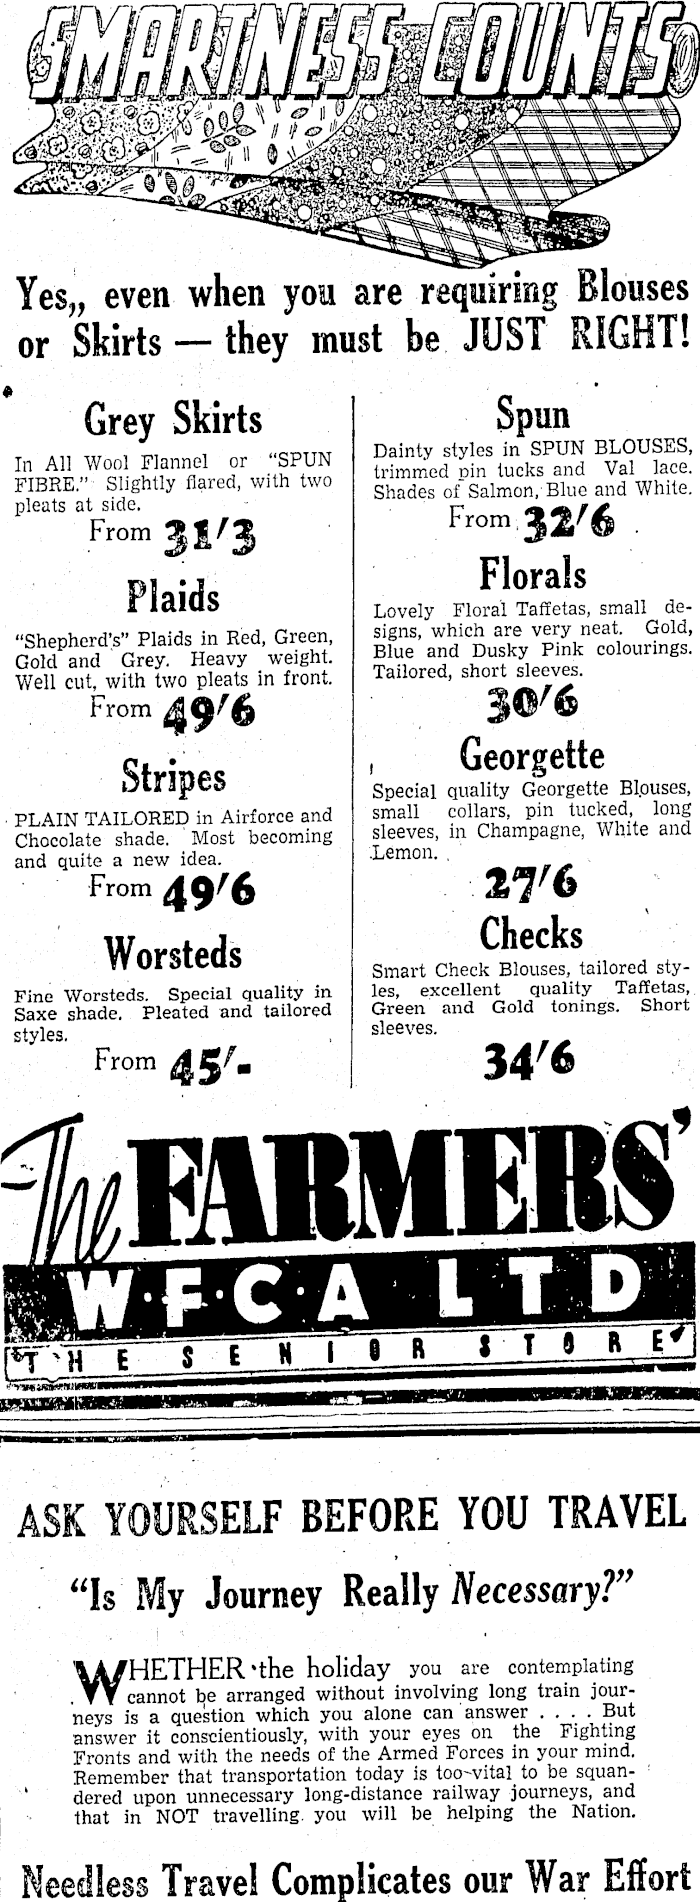 SMARTNESS COUNTS
Yes,, even when you are requiring Blouses
or Skirts — they must be JUST RIGHT!
Grey Skirts
In All Wool Flannel or "SPUN
FIBRE." Slightly flared, with two
pleats at side.
From 31/3
Plaids
"Shepherd's" Plaids in Red, Green,
Gold and Grey. Heavy weight.
Well cut, with two pleats in front.
From 49/6
Stripes
PLAIN TAILORED in Airforce and
Chocolate shade. Most becoming
and quite a new idea.
From 49/6
Worsteds
Fine Worsteds. Special quality in
Saxe shade. Pleated and tailored
styles.
From 45/-
Spun
Dainty styles in SPUN BLOUSES,
trimmed pin tucks and Val lace.
Shades of Salmon, Blue and White.
From 32/6
Florals
Lovely Floral Taffetas, small de-
signs, which are very neat. Gold,
Blue and Dusky Pink colourings.
Tailored, short sleeves.
30/6
Georgette
Special quality Georgette Blouses,
small collars, pin tucked, long
sleeves, in Champagne, White and
Lemon.
27/6
Checks
Smart Check Blouses, tailored sty-
les, excellent quality Taffetas,
Green and Gold tonings. Short
sleeves.
34/6
The FARMERS'
W·F·C·A LTD
"THE SENIOR STORE"
ASK YOURSELF BEFORE YOU TRAVEL
"Is My Journey Really Necessary?"
WHETHER the holiday you are contemplating
cannot be arranged without involving long train jour-
neys is a question which you alone can answer . . . . But
answer it conscientiously, with your eyes on the Fighting
Fronts and with the needs of the Armed Forces in your mind.
Remember that transportation today is too vital to be squan-
dered upon unnecessary long-distance railway journeys, and
that in NOT travelling you will be helping the Nation.
Needless Travel Complicates our War Effort